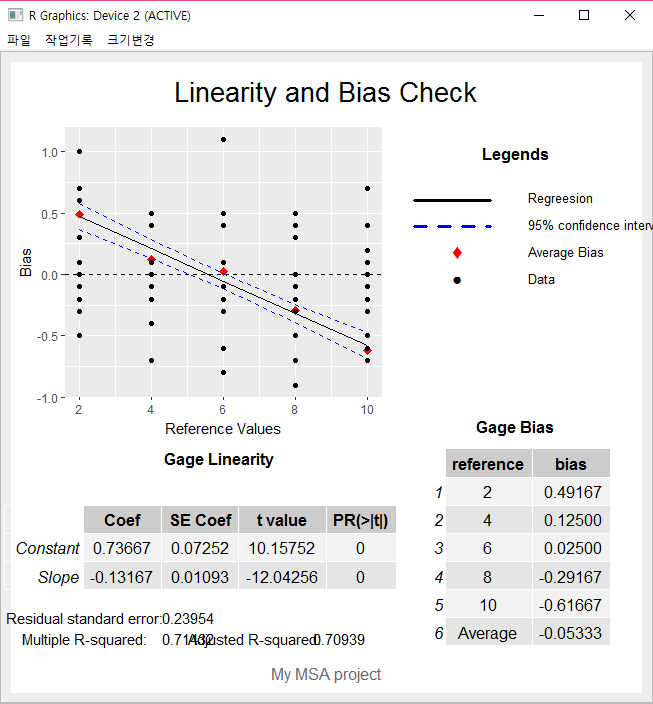 R Graphics: Device 2 (ACTIVE)
파일 작업기록 크기변경
Linearity and Bias Check
1.0
0.5
0.0
-0.5
-1.0
Bias
2 4 6 8 10
Reference Values
Legends
Regreesion
95% confidence interv
Average Bias
Data
Gage Linearity
Coef SE Coef t value PR(>|t|)
Constant 0.73667 0.07252 10.15752 0
Slope -0.13167 0.01093 -12.04256 0
Residual standard error:0.23954
Multiple R-squared: 0.71432 Adjusted R-squared: 0.70939
Gage Bias
reference bias
1 2 0.49167
2 4 0.12500
3 6 0.02500
4 8 -0.29167
5 10 -0.61667
6 Average -0.05333
My MSA project